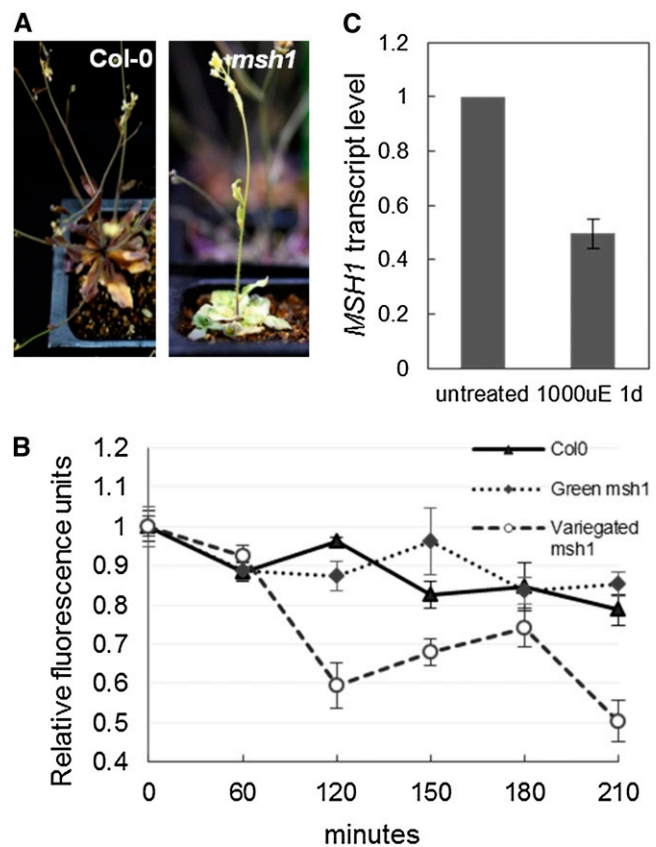 A
Col-0
msh1
C
MSH1 transcript level
1.2
1
0.8
0.6
0.4
0.2
0
untreated 1000uE 1d
B
Relative fluorescence units
1.2
1.1
1
0.9
0.8
0.7
0.6
0.5
0.4
Col0
Green msh1
Variegated
msh1
0 60 120 150 180 210
minutes